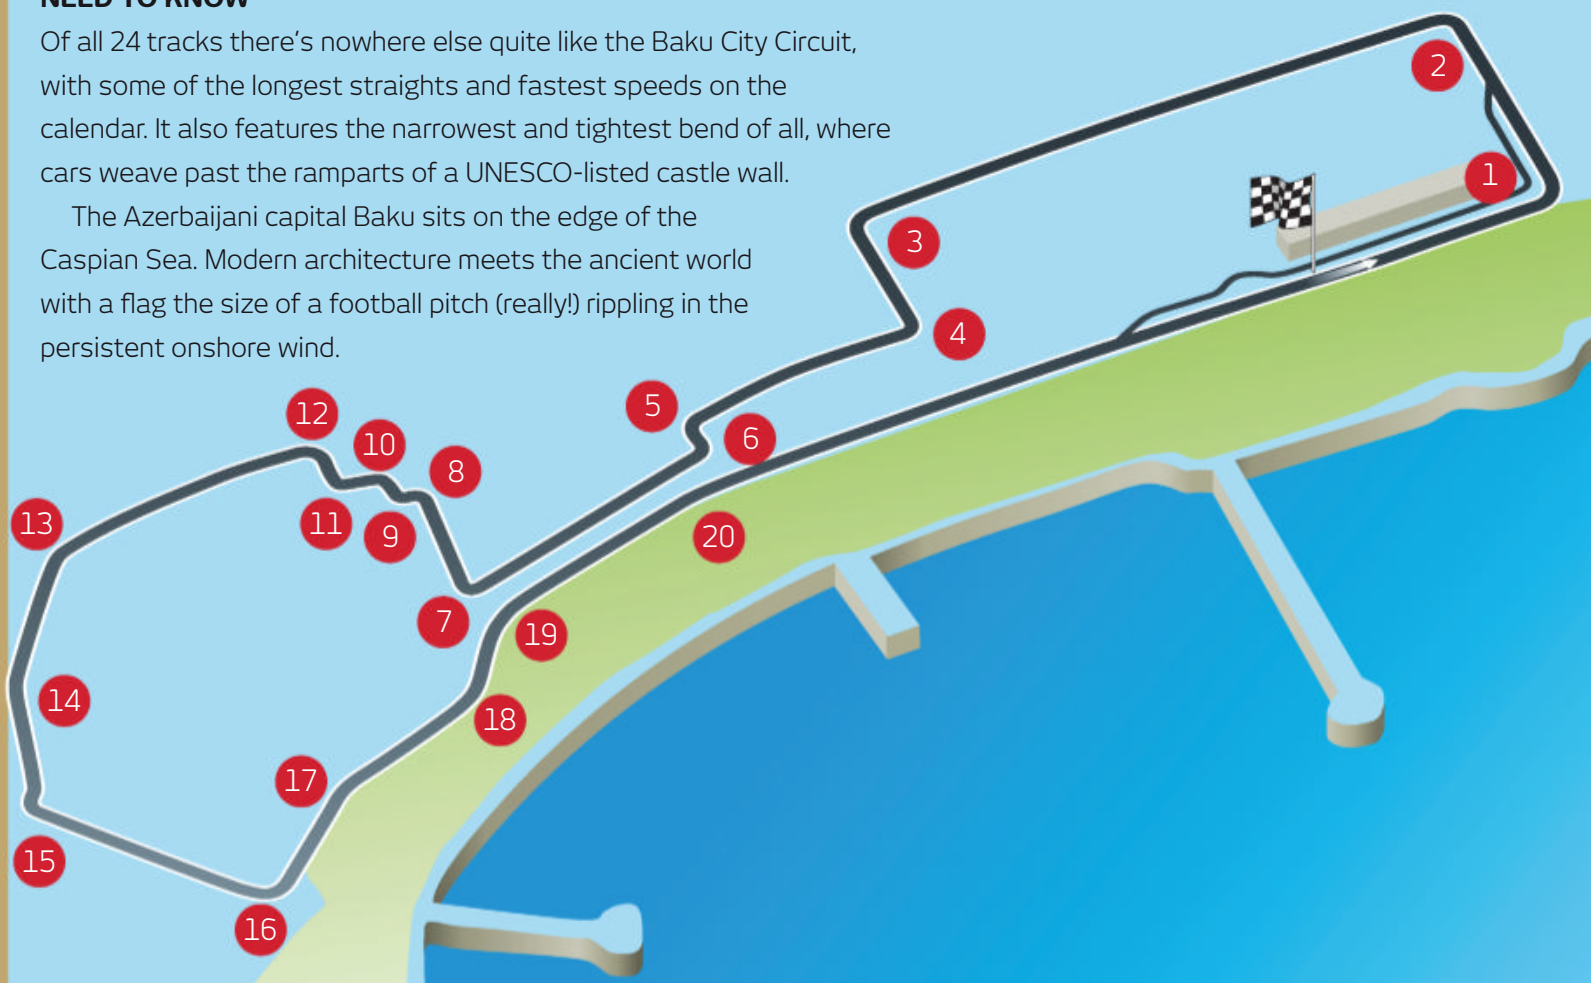 NEED TO KNOW
Of all 24 tracks there's nowhere else quite like the Baku City Circuit,
with some of the longest straights and fastest speeds on the
calendar. It also features the narrowest and tightest bend of all, where
cars weave past the ramparts of a UNESCO-listed castle wall.
The Azerbaijani capital Baku sits on the edge of the
Caspian Sea. Modern architecture meets the ancient world
with a flag the size of a football pitch (really!) rippling in the
persistent onshore wind.
1
2
3
4
5
6
7
8
9
10
11
12
13
14
15
16
17
18
19
20